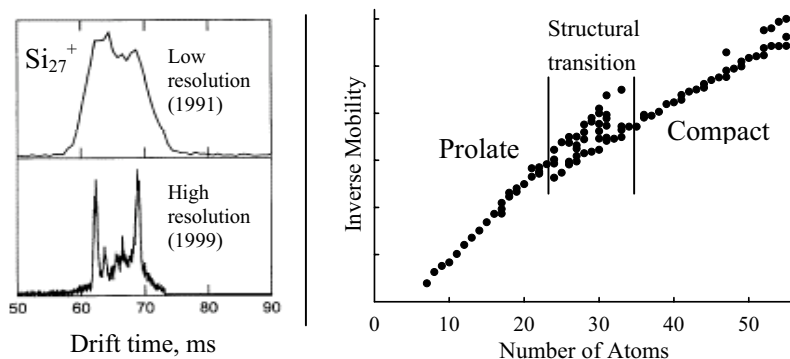 Si27+
Low
resolution
(1991)
High
resolution
(1999)
50 60 70 80 90
Drift time, ms
Structural
transition
Prolate
Compact
Inverse Mobility
0 10 20 30 40 50
Number of Atoms